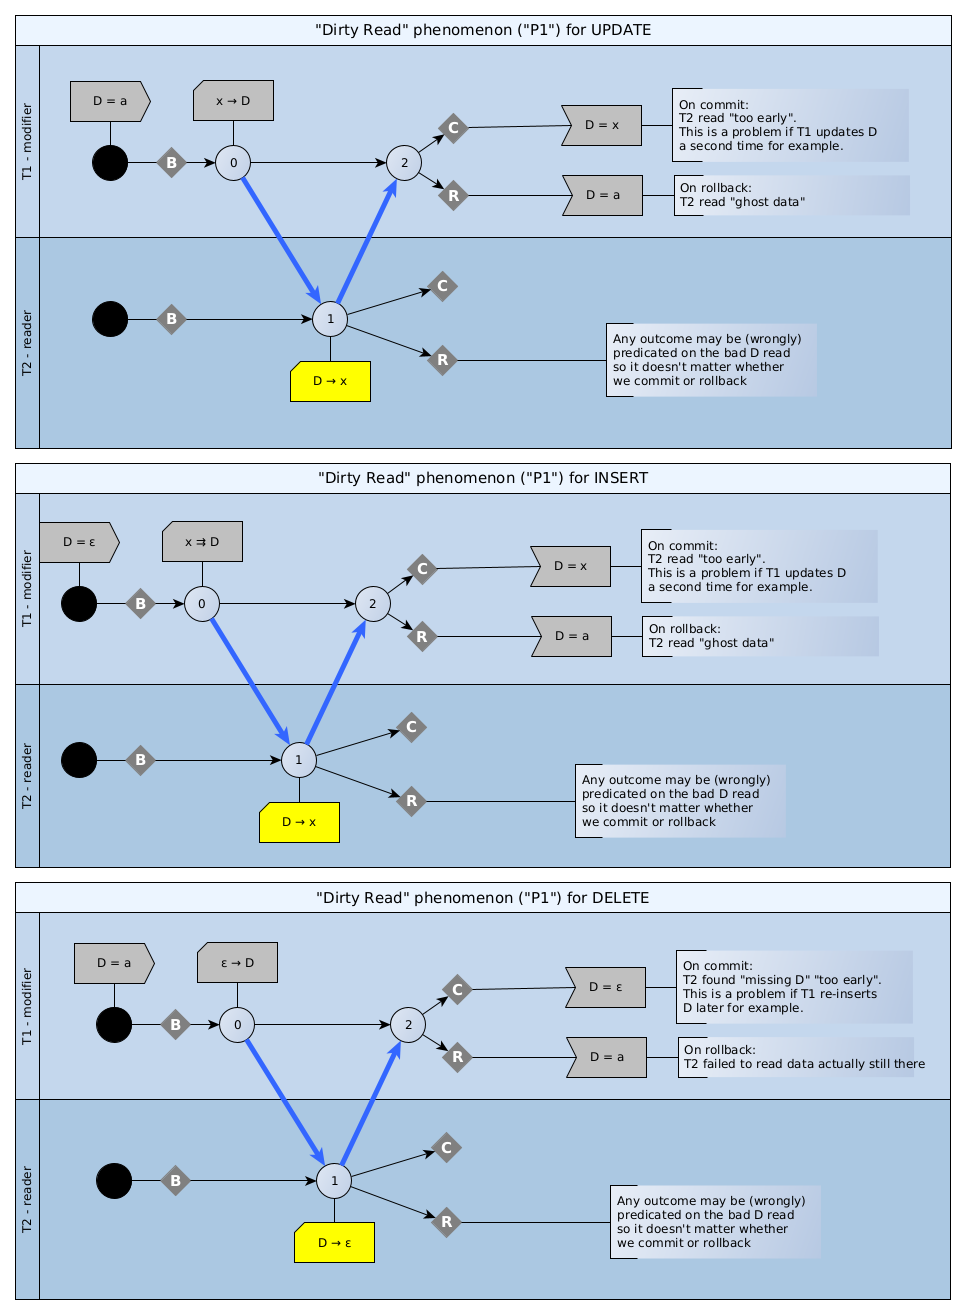 "Dirty Read" phenomenon ("P1") for UPDATE
T1 - modifier
D = a
x → D
B
0
2
C
R
D = x
On commit:
T2 read "too early".
This is a problem if T1 updates D
a second time for example.
D = a
On rollback:
T2 read "ghost data"
T2 - reader
B
1
C
R
D → x
Any outcome may be (wrongly)
predicated on the bad D read
so it doesn't matter whether
we commit or rollback
"Dirty Read" phenomenon ("P1") for INSERT
T1 - modifier
D = ε
x ⇉ D
B
0
2
C
R
D = x
On commit:
T2 read "too early".
This is a problem if T1 updates D
a second time for example.
D = a
On rollback:
T2 read "ghost data"
T2 - reader
B
1
C
R
D → x
Any outcome may be (wrongly)
predicated on the bad D read
so it doesn't matter whether
we commit or rollback
"Dirty Read" phenomenon ("P1") for DELETE
T1 - modifier
D = a
ε → D
B
0
2
C
R
D = ε
On commit:
T2 found "missing D" "too early".
This is a problem if T1 re-inserts
D later for example.
D = a
On rollback:
T2 failed to read data actually still there
T2 - reader
B
1
C
R
D → ε
Any outcome may be (wrongly)
predicated on the bad D read
so it doesn't matter whether
we commit or rollback